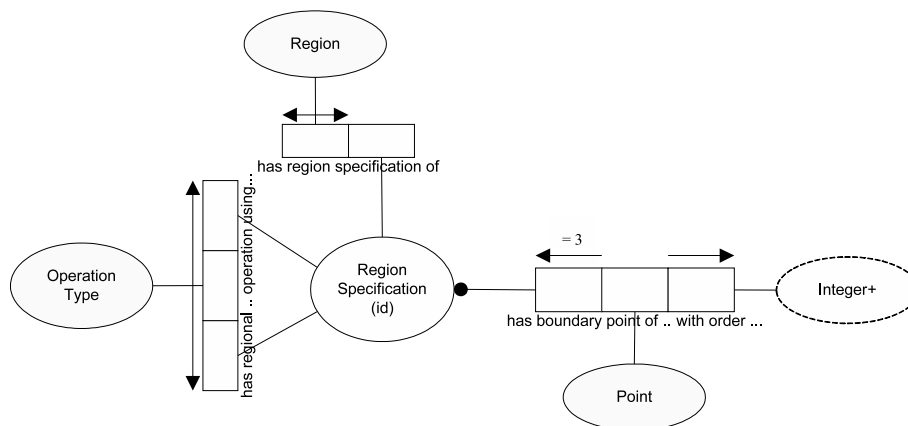 Region
has region specification of
has regional .. operation using...
Operation
Type
Region
Specification
(id)
= 3
has boundary point of .. with order ...
Integer+
Point